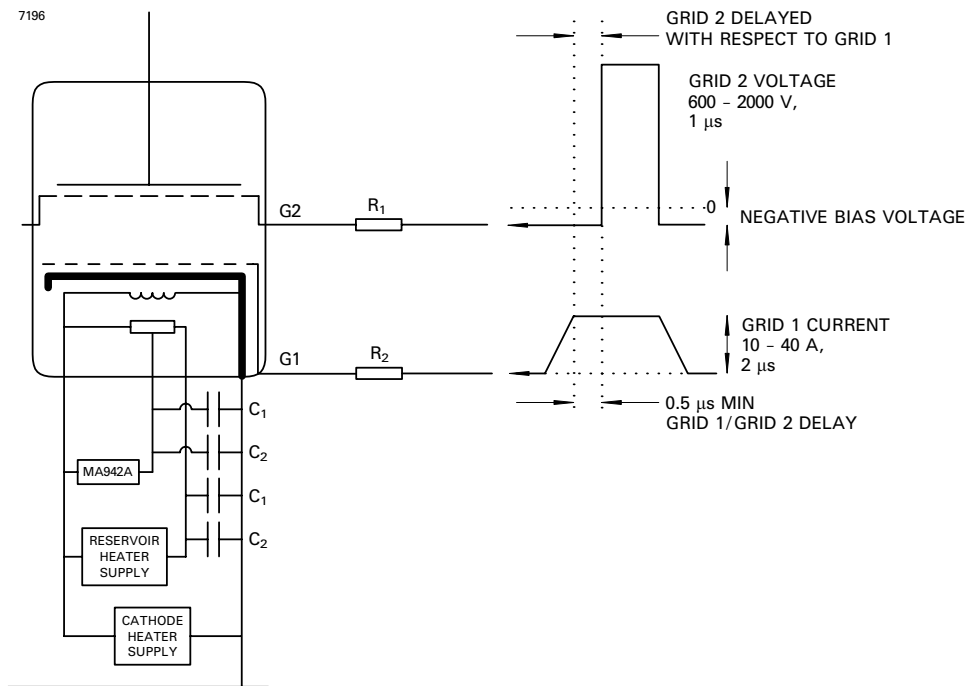 7196
GRID 2 DELAYED
WITH RESPECT TO GRID 1
GRID 2 VOLTAGE
600 – 2000 V,
1 μs
0
NEGATIVE BIAS VOLTAGE
G2
R1
GRID 1 CURRENT
10 – 40 A,
2 μs
G1
R2
0.5 μs MIN
GRID 1/GRID 2 DELAY
C1
C2
MA942A
C1
C2
RESERVOIR
HEATER
SUPPLY
CATHODE
HEATER
SUPPLY